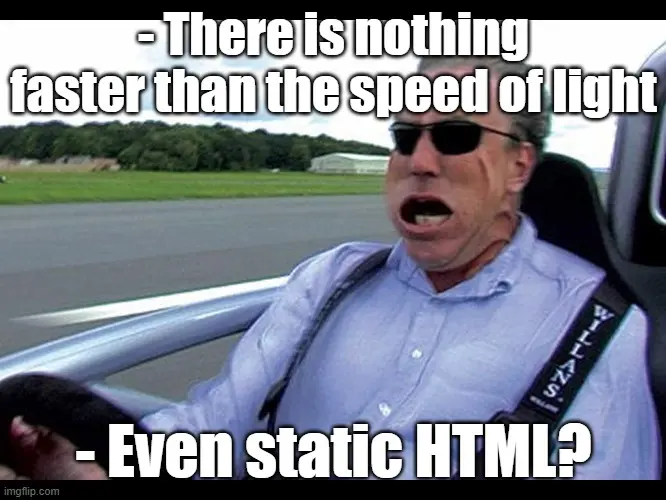 - There is nothing
faster than the speed of light
WILLANS
- Even static HTML?
imgflip.com